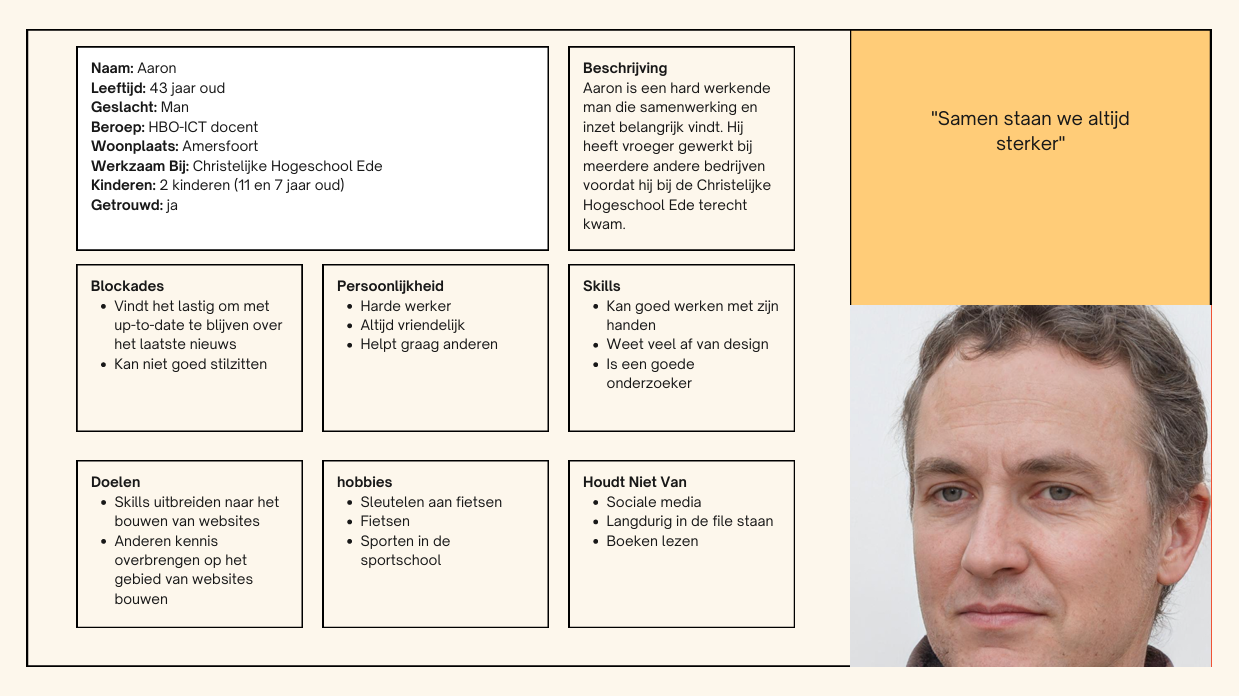 Naam: Aaron
Leeftijd: 43 jaar oud
Geslacht: Man
Beroep: HBO-ICT docent
Woonplaats: Amersfoort
Werkzaam Bij: Christelijke Hogeschool Ede
Kinderen: 2 kinderen (11 en 7 jaar oud)
Getrouwd: ja
Beschrijving
Aaron is een hard werkende
man die samenwerking en
inzet belangrijk vindt. Hij
heeft vroeger gewerkt bij
meerdere andere bedrijven
voordat hij bij de Christelijke
Hogeschool Ede terecht
kwam.
"Samen staan we altijd
sterker"
Blockades
• Vindt het lastig om met
up-to-date te blijven over
het laatste nieuws
• Kan niet goed stilzitten
Persoonlijkheid
• Harde werker
• Altijd vriendelijk
• Helpt graag anderen
Skills
• Kan goed werken met zijn
handen
• Weet veel af van design
• Is een goede
onderzoeker
Doelen
• Skills uitbreiden naar het
bouwen van websites
• Anderen kennis
overbrengen op het
gebied van websites
bouwen
hobbies
• Sleutelen aan fietsen
• Fietsen
• Sporten in de
sportschool
Houdt Niet Van
• Sociale media
• Langdurig in de file staan
• Boeken lezen